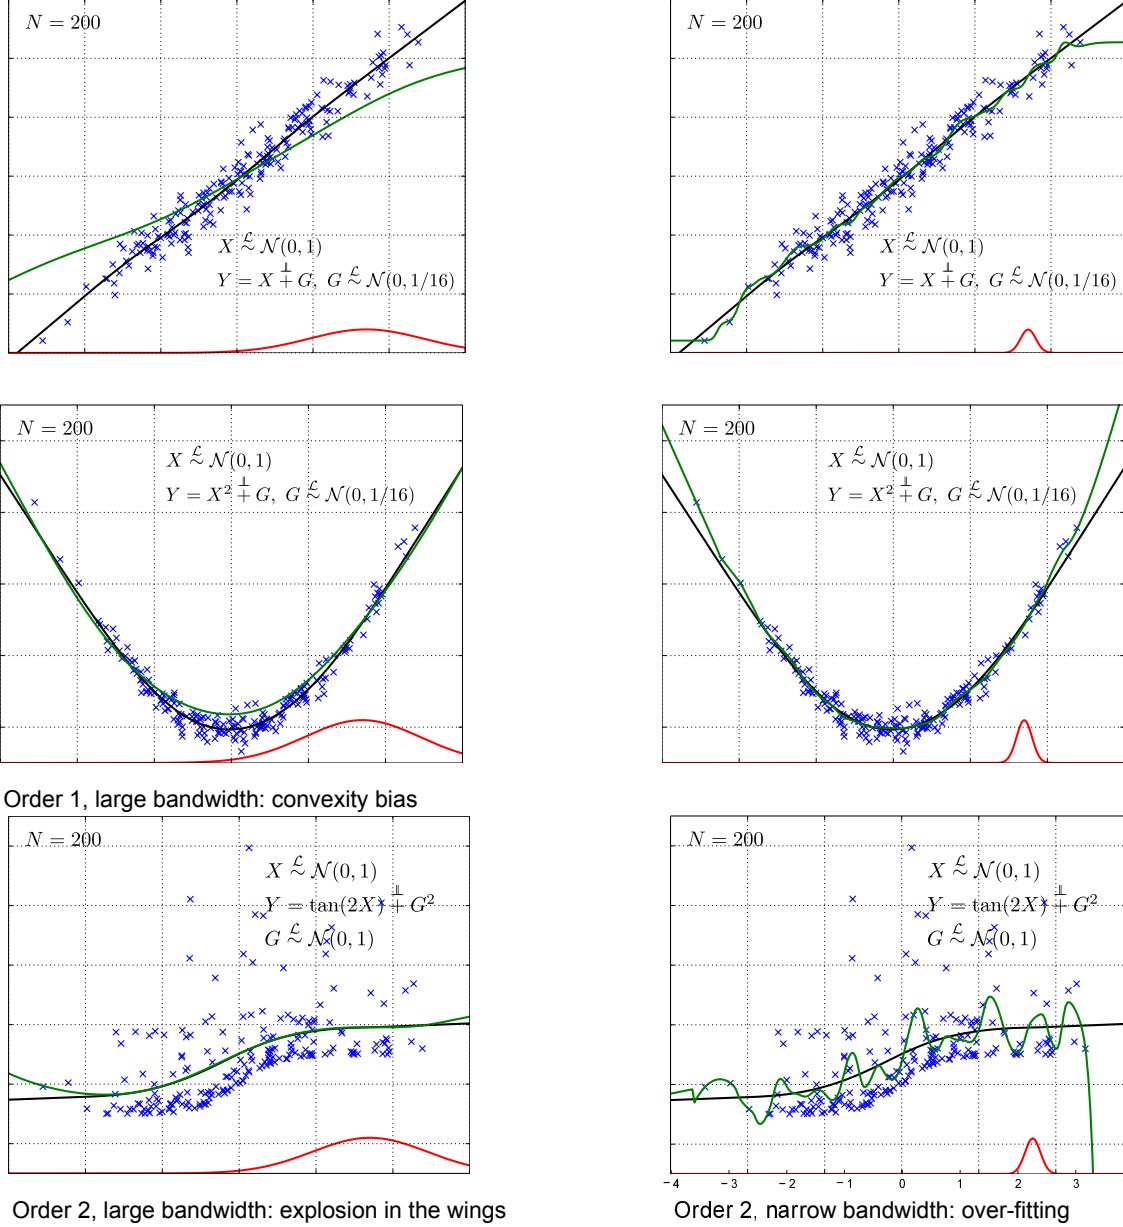 N = 200
X ℒ∼ 𝒩(0, 1)
Y = X ⫫+ G, G ℒ∼ 𝒩(0, 1/16)
N = 200
X ℒ∼ 𝒩(0, 1)
Y = X ⫫+ G, G ℒ∼ 𝒩(0, 1/16)
N = 200
X ℒ∼ 𝒩(0, 1)
Y = X² ⫫+ G, G ℒ∼ 𝒩(0, 1/16)
N = 200
X ℒ∼ 𝒩(0, 1)
Y = X² ⫫+ G, G ℒ∼ 𝒩(0, 1/16)
Order 1, large bandwidth: convexity bias
N = 200
X ℒ∼ 𝒩(0, 1)
Y = tan(2X) ⫫+ G²
G ℒ∼ 𝒩(0, 1)
N = 200
X ℒ∼ 𝒩(0, 1)
Y = tan(2X) ⫫+ G²
G ℒ∼ 𝒩(0, 1)
−4 −3 −2 −1 0 1 2 3
Order 2, large bandwidth: explosion in the wings
Order 2, narrow bandwidth: over-fitting